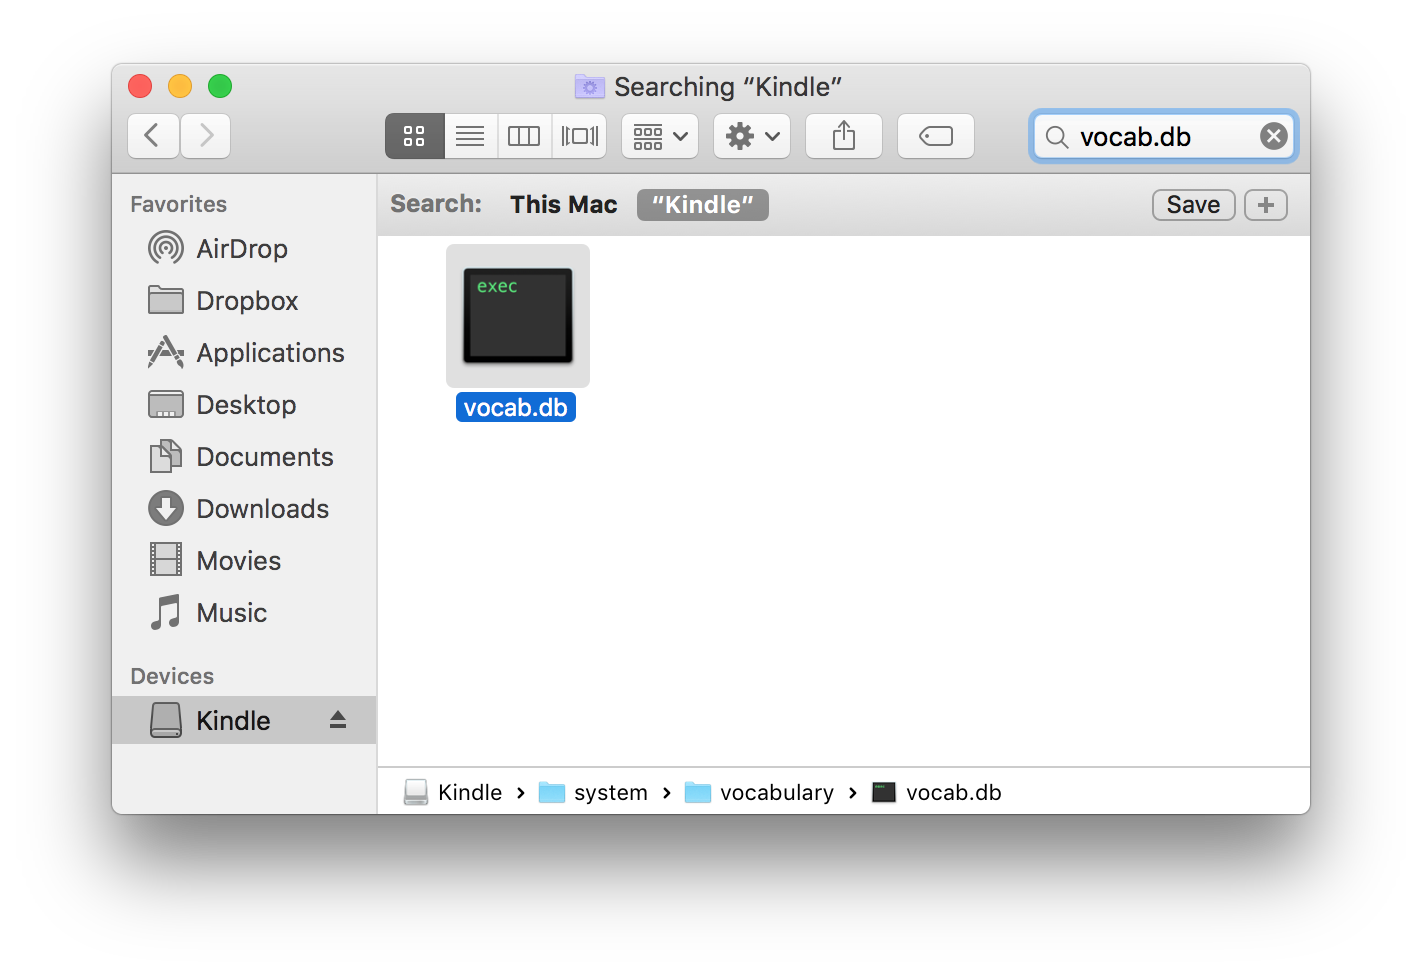 Searching “Kindle”
vocab.db
Search: This Mac “Kindle” Save +
Favorites
AirDrop
Dropbox
Applications
Desktop
Documents
Downloads
Movies
Music
Devices
Kindle
exec
vocab.db
Kindle › system › vocabulary › vocab.db